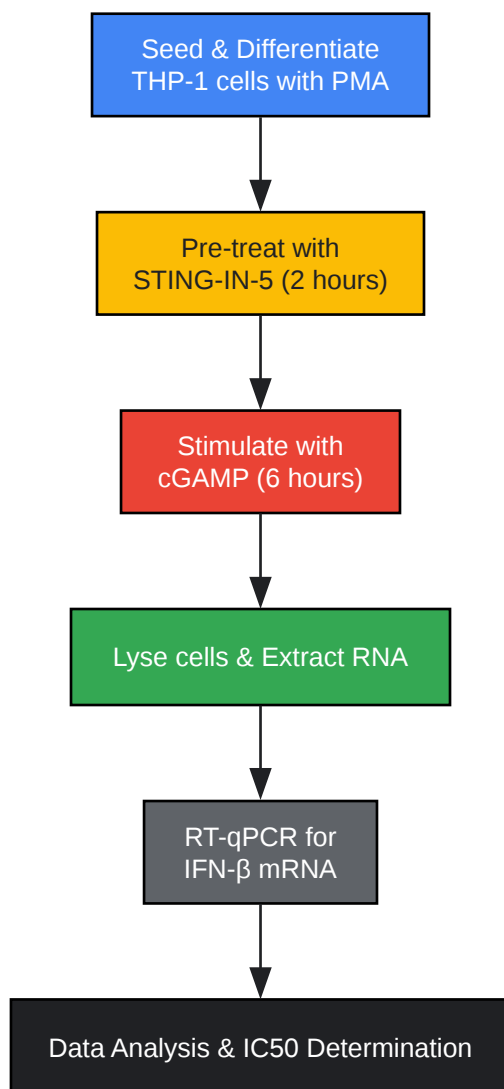 Seed & Differentiate
THP-1 cells with PMA
Pre-treat with
STING-IN-5 (2 hours)
Stimulate with
cGAMP (6 hours)
Lyse cells & Extract RNA
RT-qPCR for
IFN-β mRNA
Data Analysis & IC50 Determination